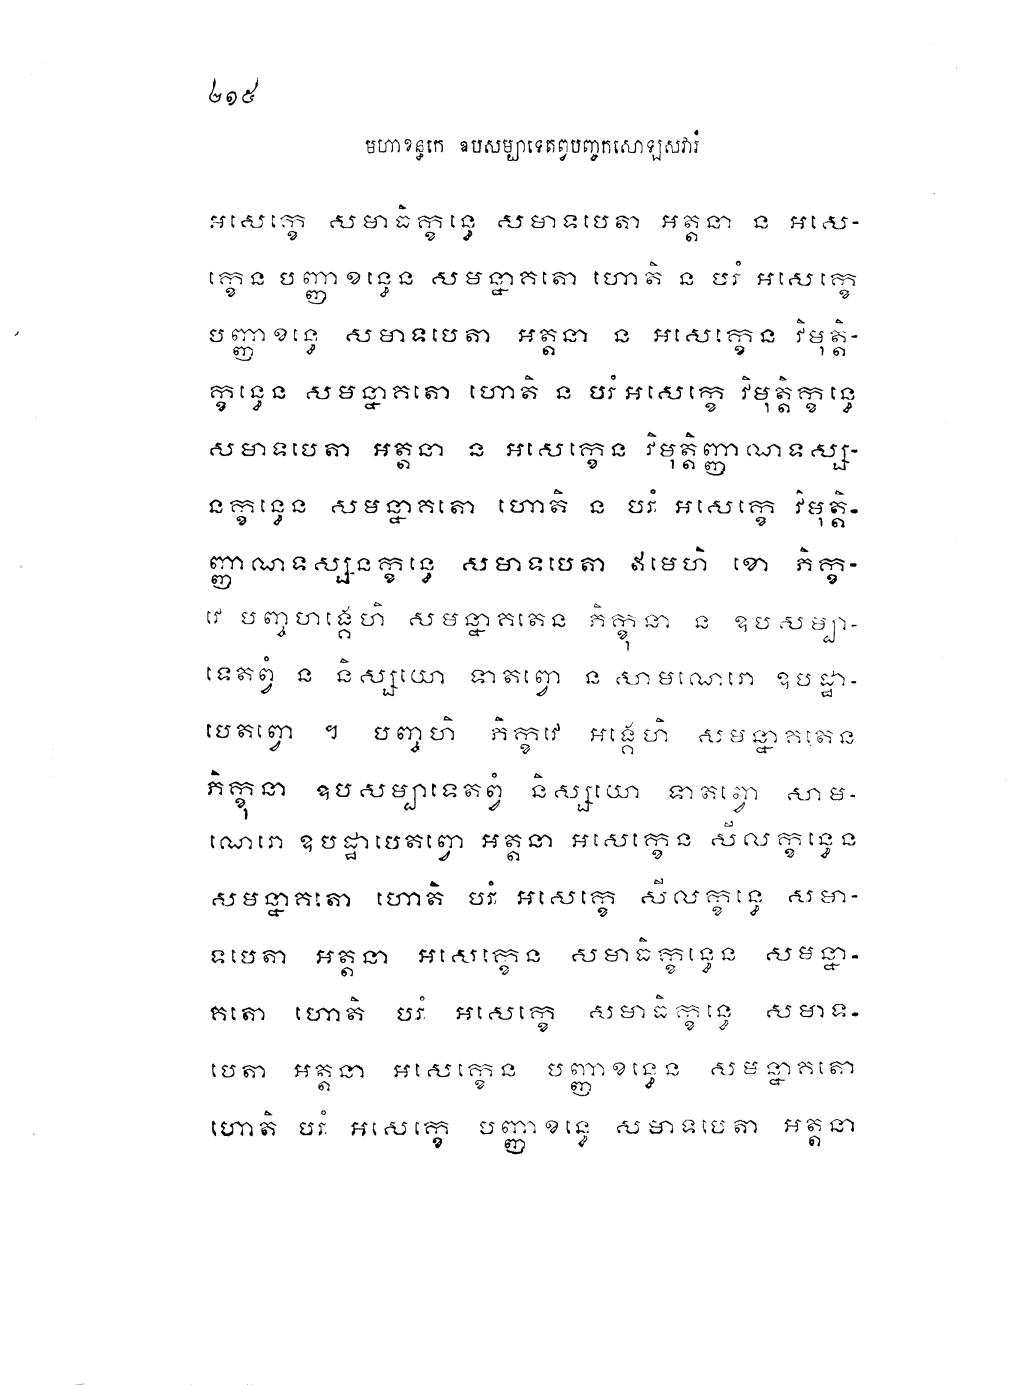 ២១៥
មហាខន្ធកេ ឧបសម្បាទេតព្វបញ្ចកសោឡសវារំ
អសេក្ខេ សមាធិក្ខន្ធេ សមាទបេតា អត្តនា ន អសេ-
ក្ខេន បញ្ញាខន្ធេន សមន្នាគតោ ហោតិ ន បរំ អសេក្ខេ
បញ្ញាខន្ធេ សមាទបេតា អត្តនា ន អសេក្ខេន វិមុត្តិ-
ក្ខន្ធេន សមន្នាគតោ ហោតិ ន បរំ អសេក្ខេ វិមុត្តិក្ខន្ធេ
សមាទបេតា អត្តនា ន អសេក្ខេន វិមុត្តិញ្ញាណទស្ស-
នក្ខន្ធេន សមន្នាគតោ ហោតិ ន បរំ អសេក្ខេ វិមុត្តិ-
ញ្ញាណទស្សនក្ខន្ធេ សមាទបេតា ឥមេហិ ខោ ភិក្ខ-
វេ បញ្ចហង្គេហិ សមន្នាគតេន ភិក្ខុនា ន ឧបសម្បា-
ទេតព្វំ ន និស្សយោ ទាតព្វោ ន សាមណេរោ ឧបដ្ឋា-
បេតព្វោ ។ បញ្ចហិ ភិក្ខវេ អង្គេហិ សមន្នាគតេន
ភិក្ខុនា ឧបសម្បាទេតព្វំ និស្សយោ ទាតព្វោ សាម-
ណេរោ ឧបដ្ឋាបេតព្វោ អត្តនា អសេក្ខេន សីលក្ខន្ធេន
សមន្នាគតោ ហោតិ បរំ អសេក្ខេ សីលក្ខន្ធេ សមា-
ទបេតា អត្តនា អសេក្ខេន សមាធិក្ខន្ធេន សមន្នា-
គតោ ហោតិ បរំ អសេក្ខេ សមាធិក្ខន្ធេ សមាទ-
បេតា អត្តនា អសេក្ខេន បញ្ញាខន្ធេន សមន្នាគតោ
ហោតិ បរំ អសេក្ខេ បញ្ញាខន្ធេ សមាទបេតា អត្តនា